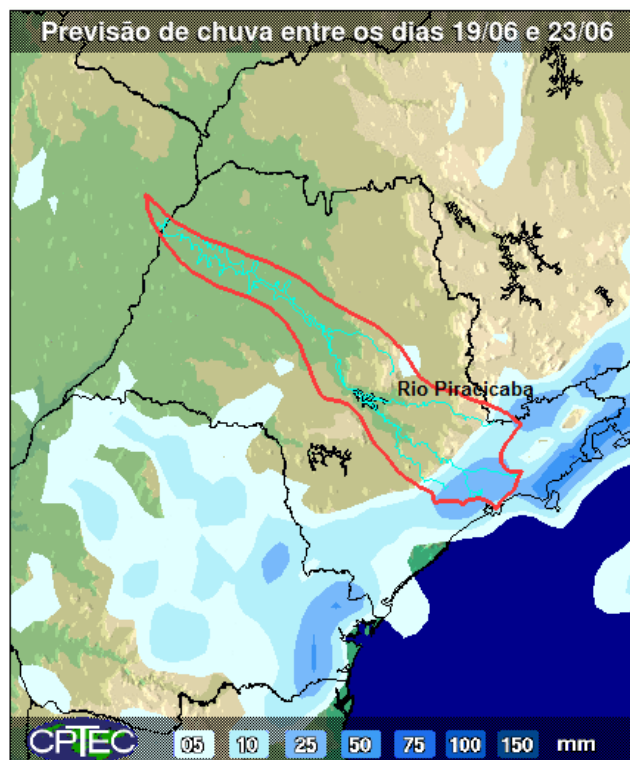 Previsão de chuva entre os dias 19/06 e 23/06
Rio Piracicaba
CPTEC 05 10 25 50 75 100 150 mm